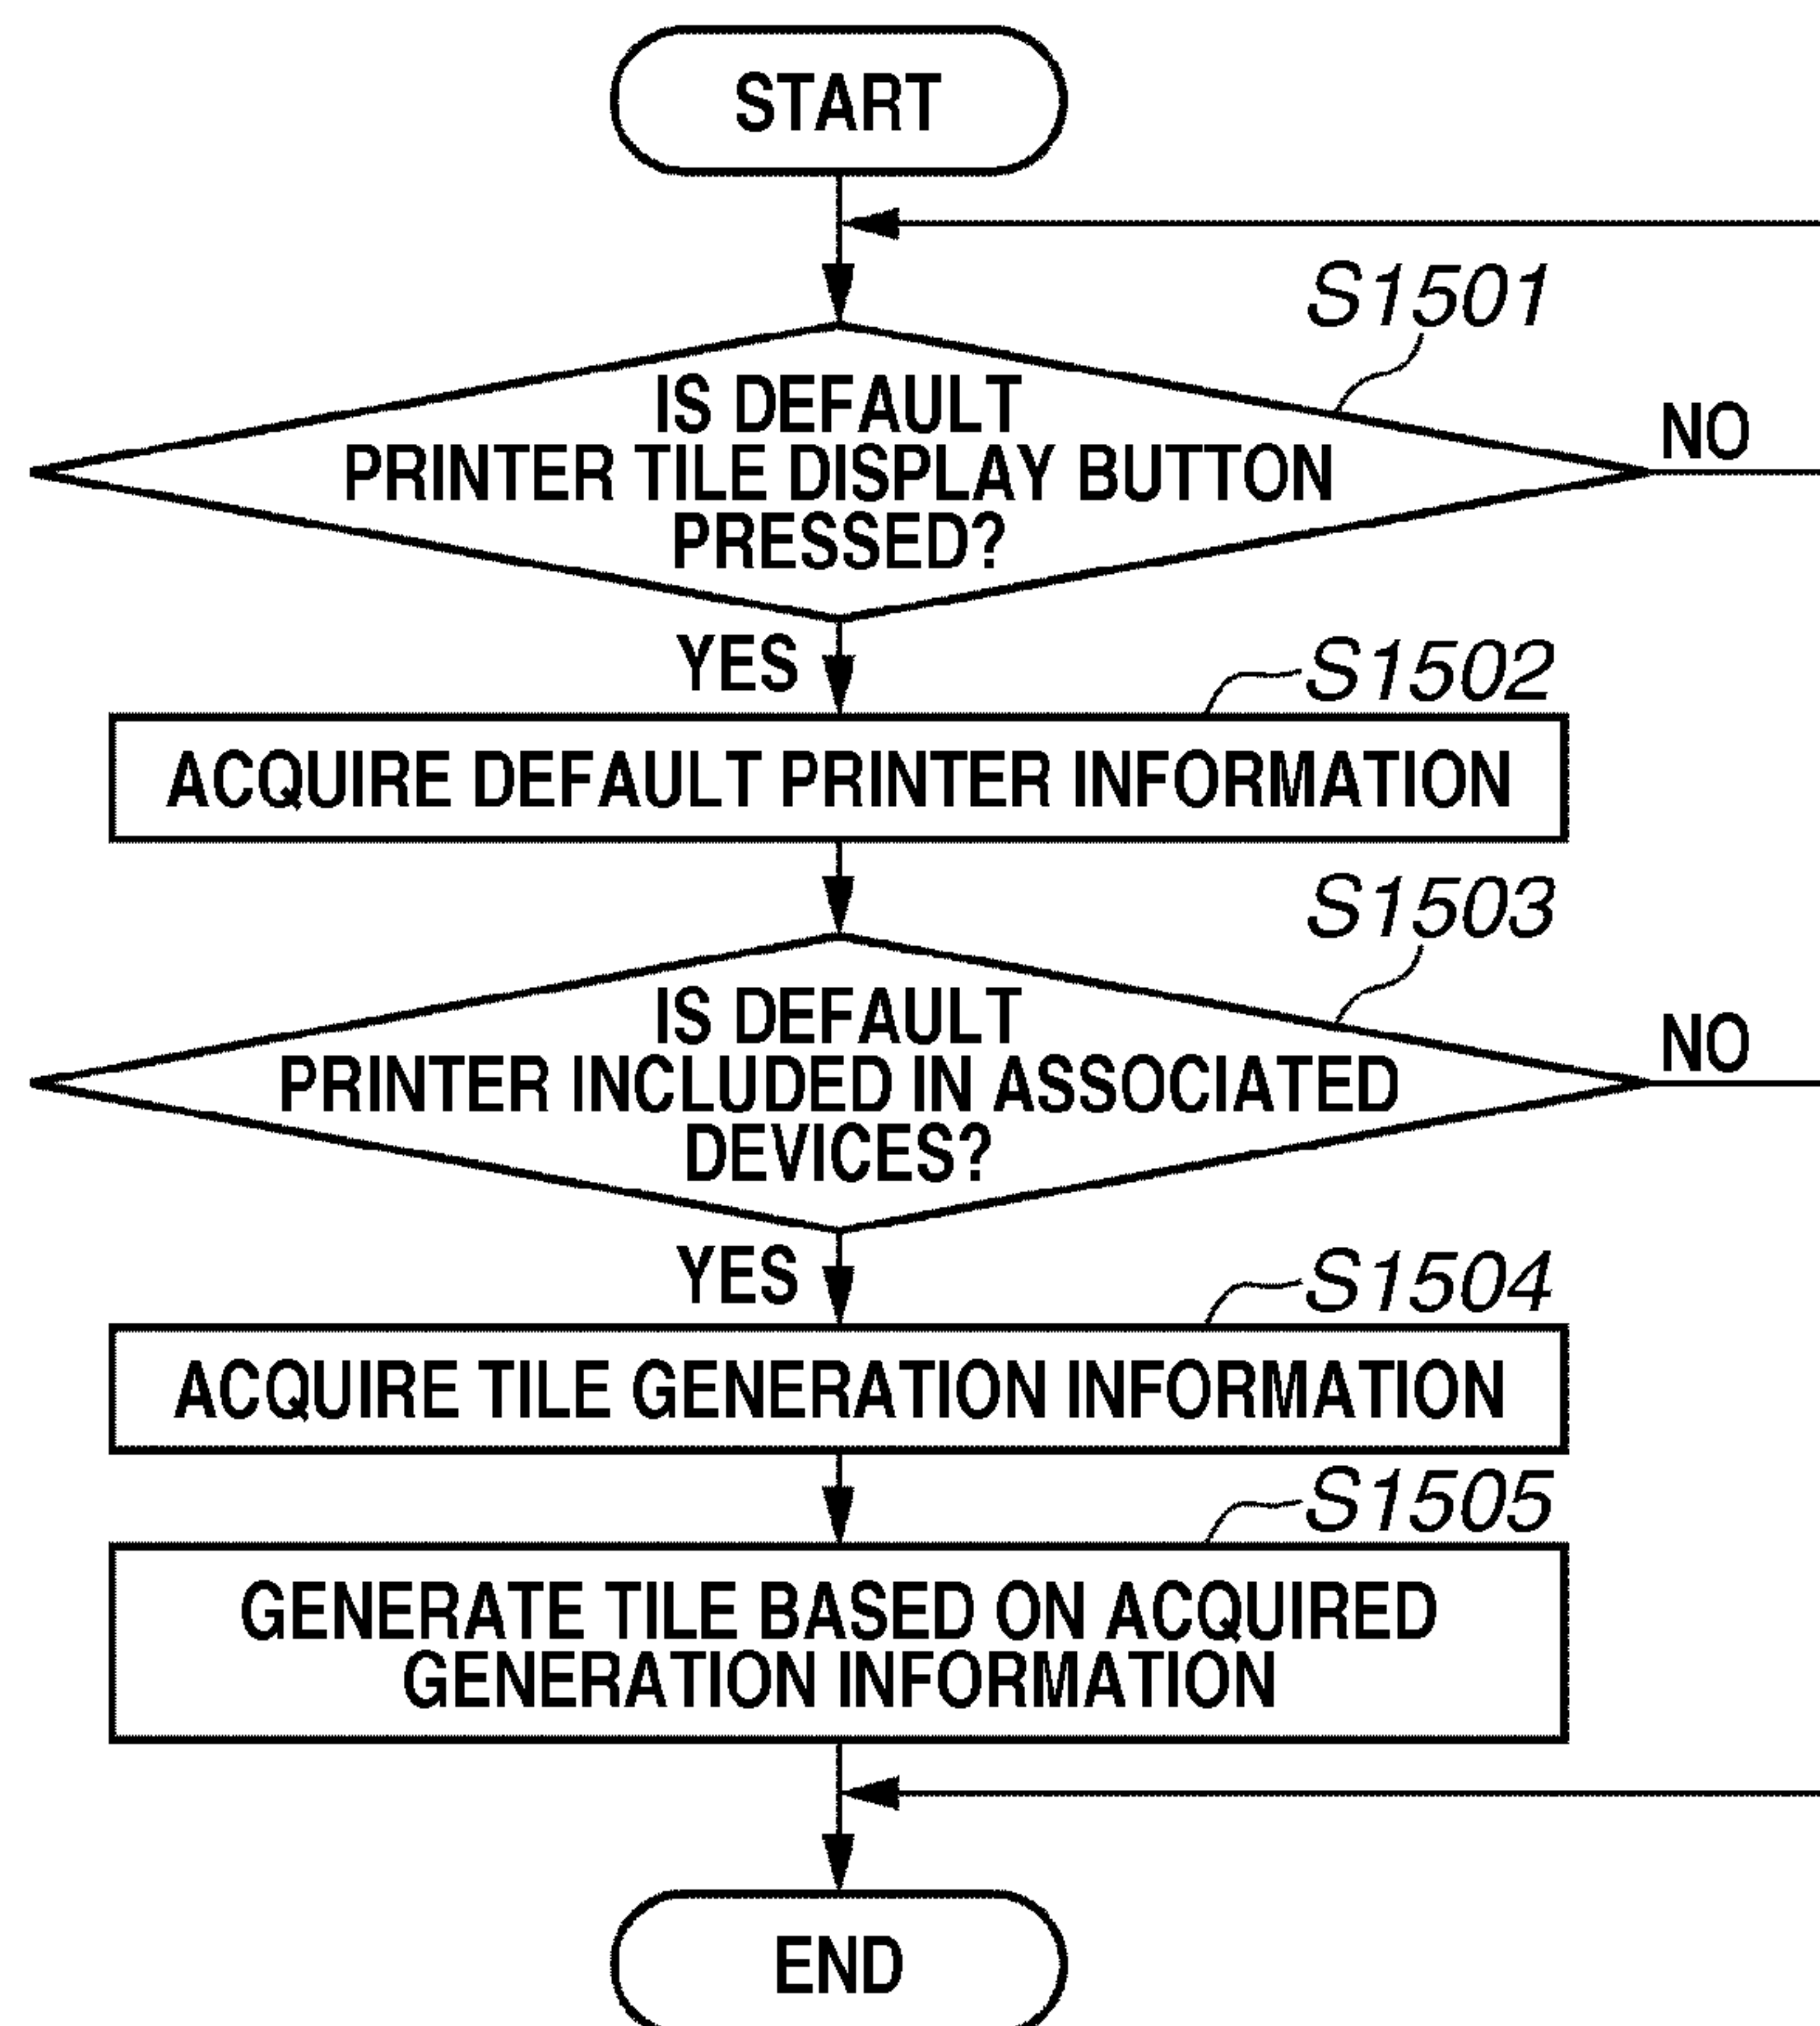 START
S1501
IS DEFAULT
PRINTER TILE DISPLAY BUTTON
PRESSED?
NO
YES
S1502
ACQUIRE DEFAULT PRINTER INFORMATION
S1503
IS DEFAULT
PRINTER INCLUDED IN ASSOCIATED
DEVICES?
NO
YES
S1504
ACQUIRE TILE GENERATION INFORMATION
S1505
GENERATE TILE BASED ON ACQUIRED
GENERATION INFORMATION
END